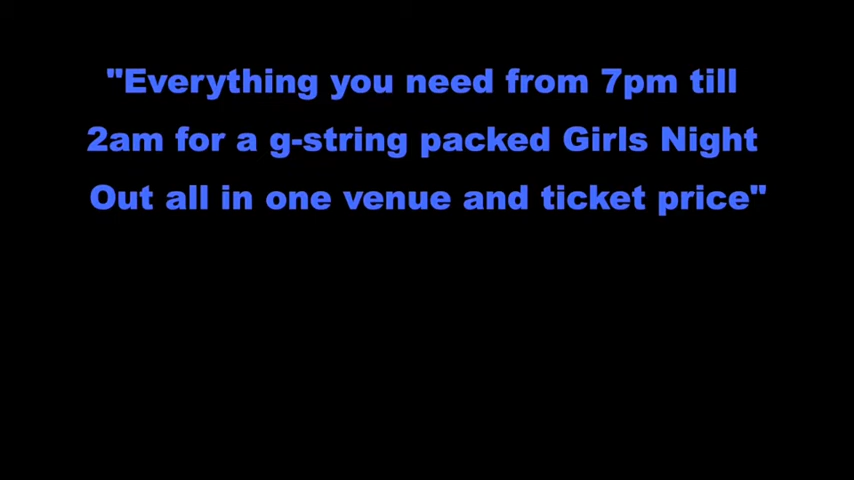 "Everything you need from 7pm till
2am for a g-string packed Girls Night
Out all in one venue and ticket price"